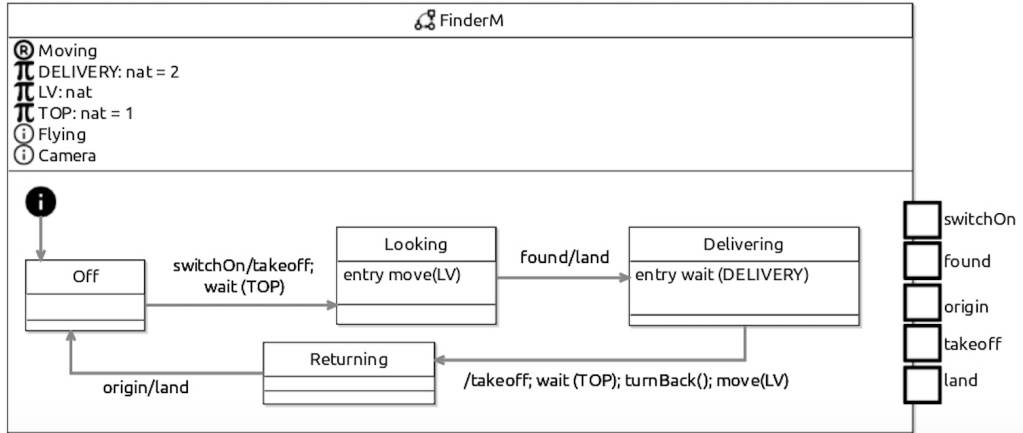 FinderM
R Moving
π DELIVERY: nat = 2
π LV: nat
π TOP: nat = 1
i Flying
i Camera
i
Off
switchOn/takeoff;
wait (TOP)
Looking
entry move(LV)
found/land
Delivering
entry wait (DELIVERY)
Returning
origin/land
/takeoff; wait (TOP); turnBack(); move(LV)
switchOn
found
origin
takeoff
land